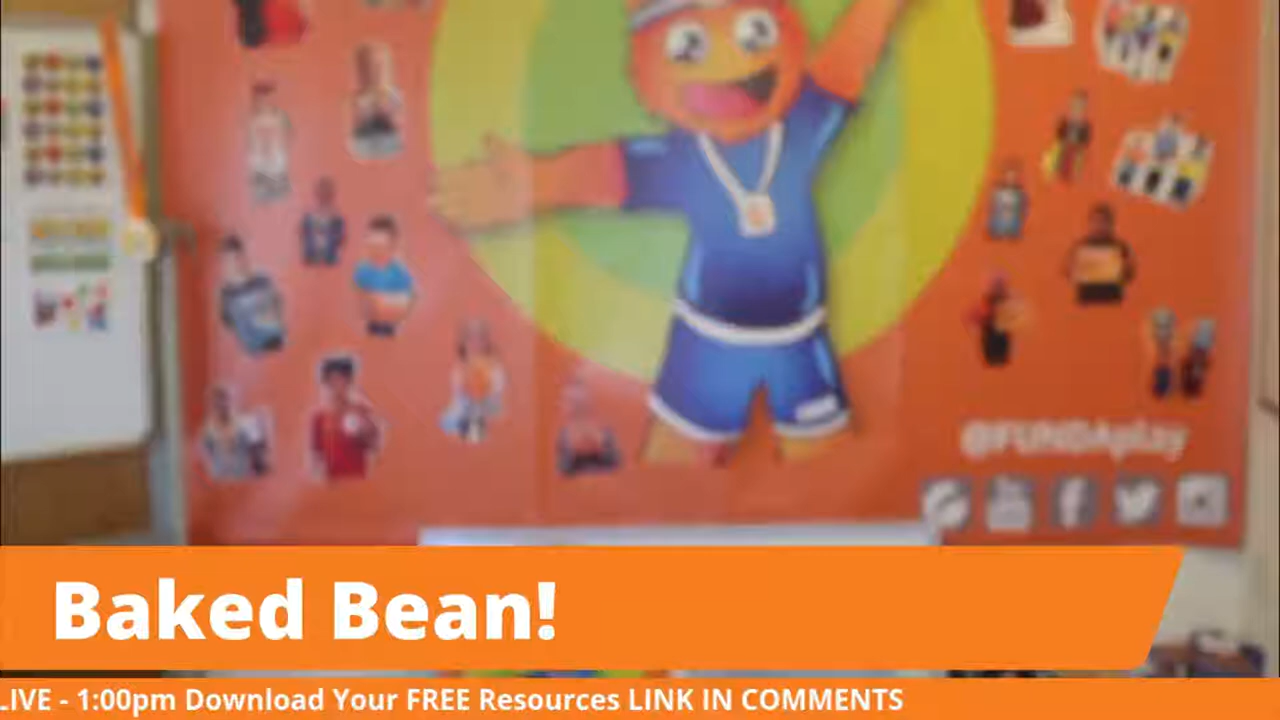 @FUNDAplay
Baked Bean!
LIVE - 1:00pm Download Your FREE Resources LINK IN COMMENTS